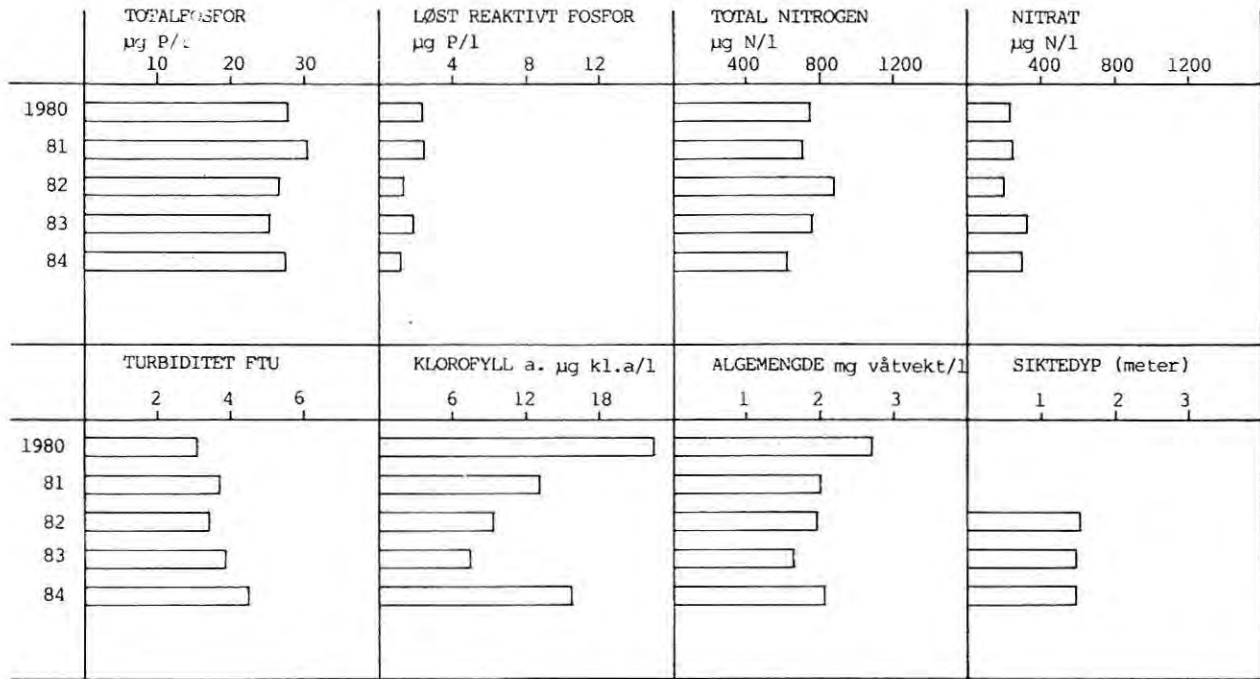 TOTALFOSFOR LØST REAKTIVT FOSFOR TOTAL NITROGEN NITRAT
µg P/l µg P/l µg N/l µg N/l
10 20 30 4 8 12 400 800 1200 400 800 1200
1980
81
82
83
84
TURBIDITET FTU KLOROFYLL a. µg kl.a/l ALGEMENGDE mg våtvekt/l SIKTEDYP (meter)
2 4 6 6 12 18 1 2 3 1 2 3
1980
81
82
83
84